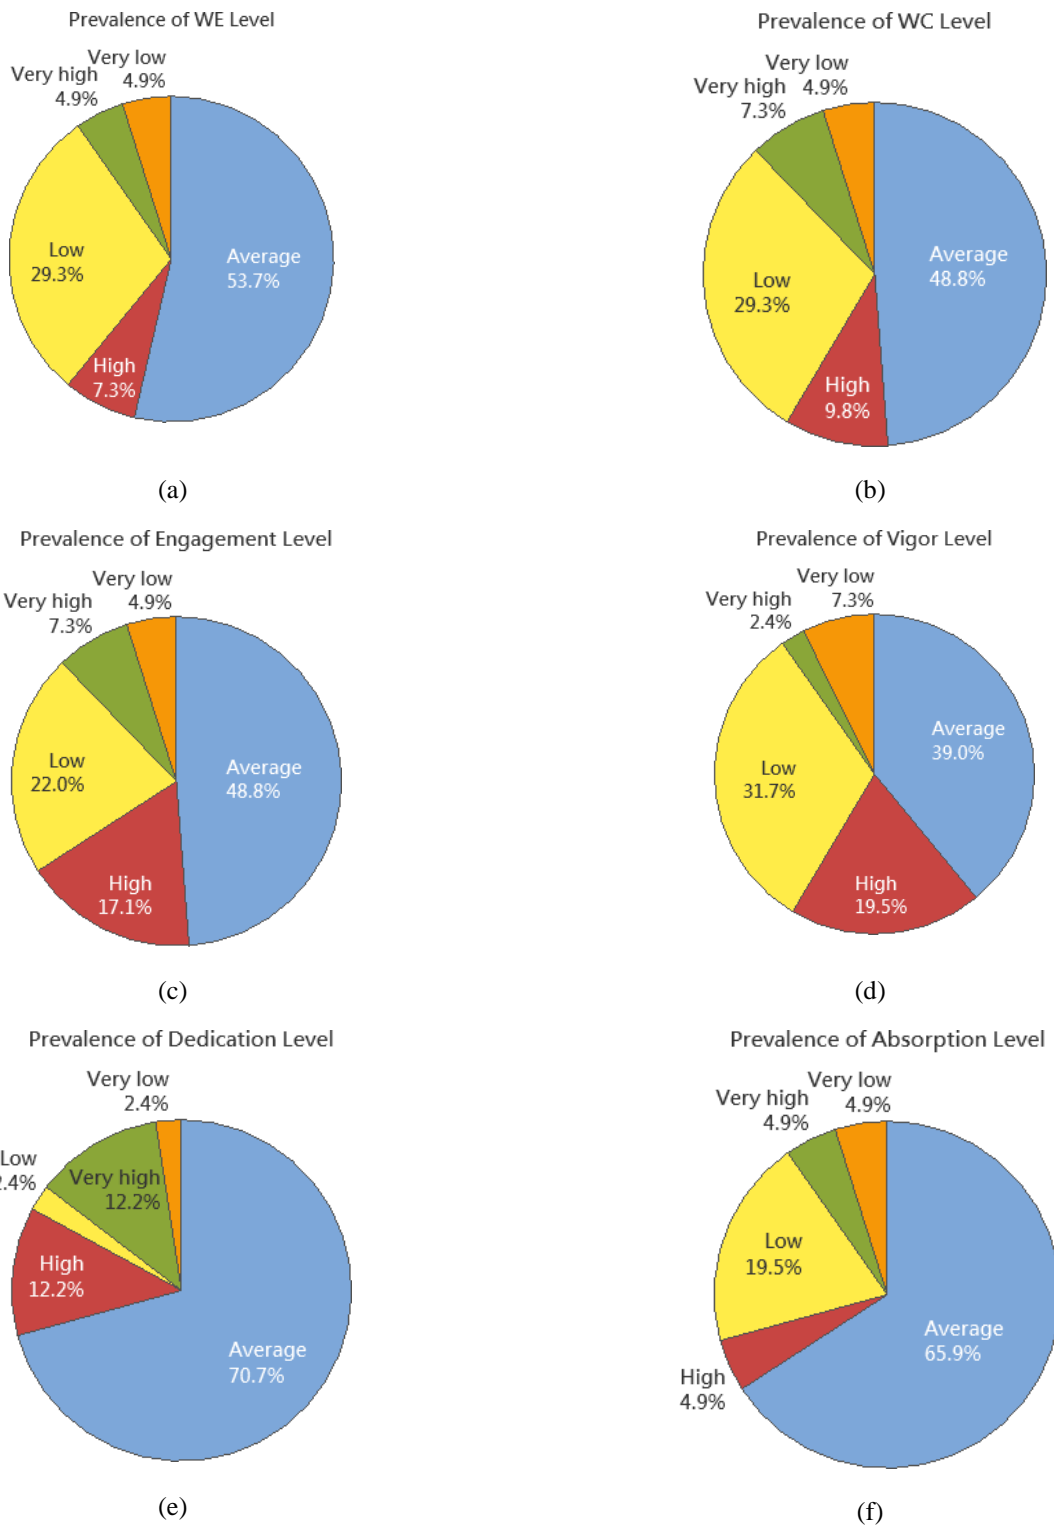 Prevalence of WE Level
Very low
4.9%
Very high
4.9%
Low
29.3%
Average
53.7%
High
7.3%
(a)
Prevalence of WC Level
Very low
4.9%
Very high
7.3%
Average
48.8%
Low
29.3%
High
9.8%
(b)
Prevalence of Engagement Level
Very low
4.9%
Very high
7.3%
Low
22.0%
Average
48.8%
High
17.1%
(c)
Prevalence of Vigor Level
Very low
7.3%
Very high
2.4%
Average
39.0%
Low
31.7%
High
19.5%
(d)
Prevalence of Dedication Level
Very low
2.4%
Low
2.4%
Very high
12.2%
High
12.2%
Average
70.7%
(e)
Prevalence of Absorption Level
Very low
4.9%
Very high
4.9%
Low
19.5%
Average
65.9%
High
4.9%
(f)